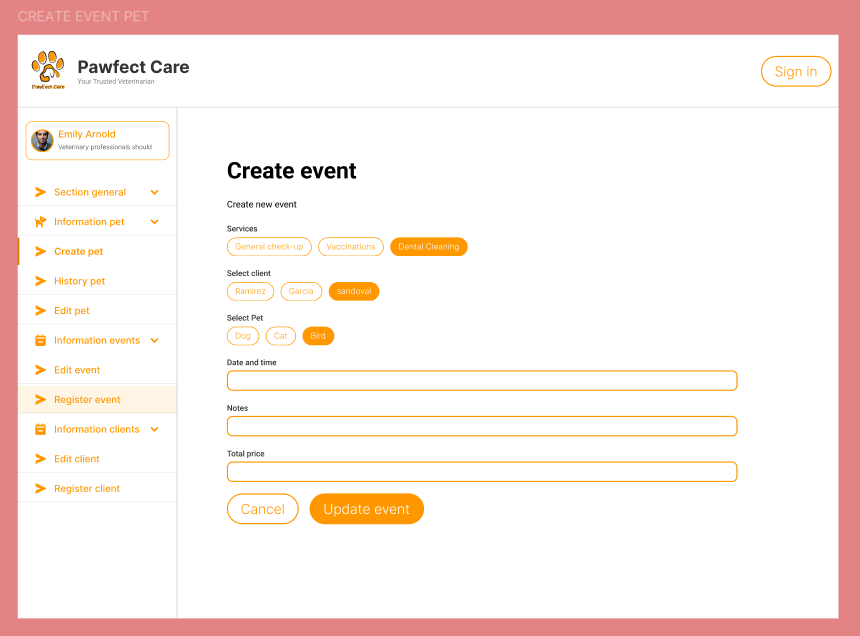 CREATE EVENT PET
Pawfect Care
Pawfect Care
Your Trusted Veterinarian
Sign in
Emily Arnold
Veterinary professionals should
Section general
Information pet
Create pet
History pet
Edit pet
Information events
Edit event
Register event
Information clients
Edit client
Register client
Create event
Create new event
Services
General check-up Vaccinations Dental Cleaning
Select client
Ramirez Garcia sandoval
Select Pet
Dog Cat Bird
Date and time
Notes
Total price
Cancel Update event